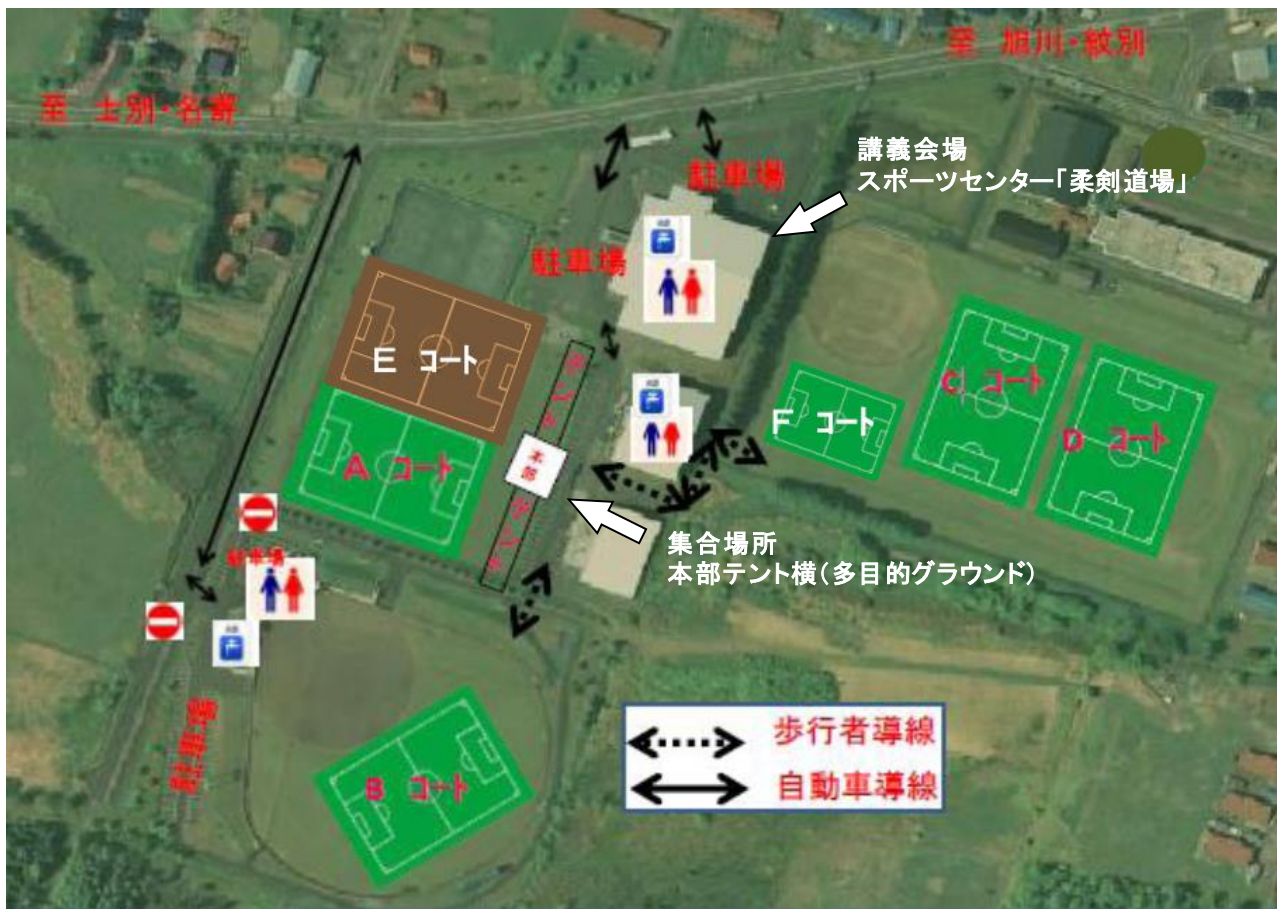 至 旭川・紋別
至 士別・名寄
講義会場
スポーツセンター「柔剣道場」
駐車場
駐車場
E コート
テント
A コート
本部
テント
F コート
C コート
D コート
集合場所
本部テント横(多目的グラウンド)
駐車場
駐車場
B コート
歩行者導線
自動車導線